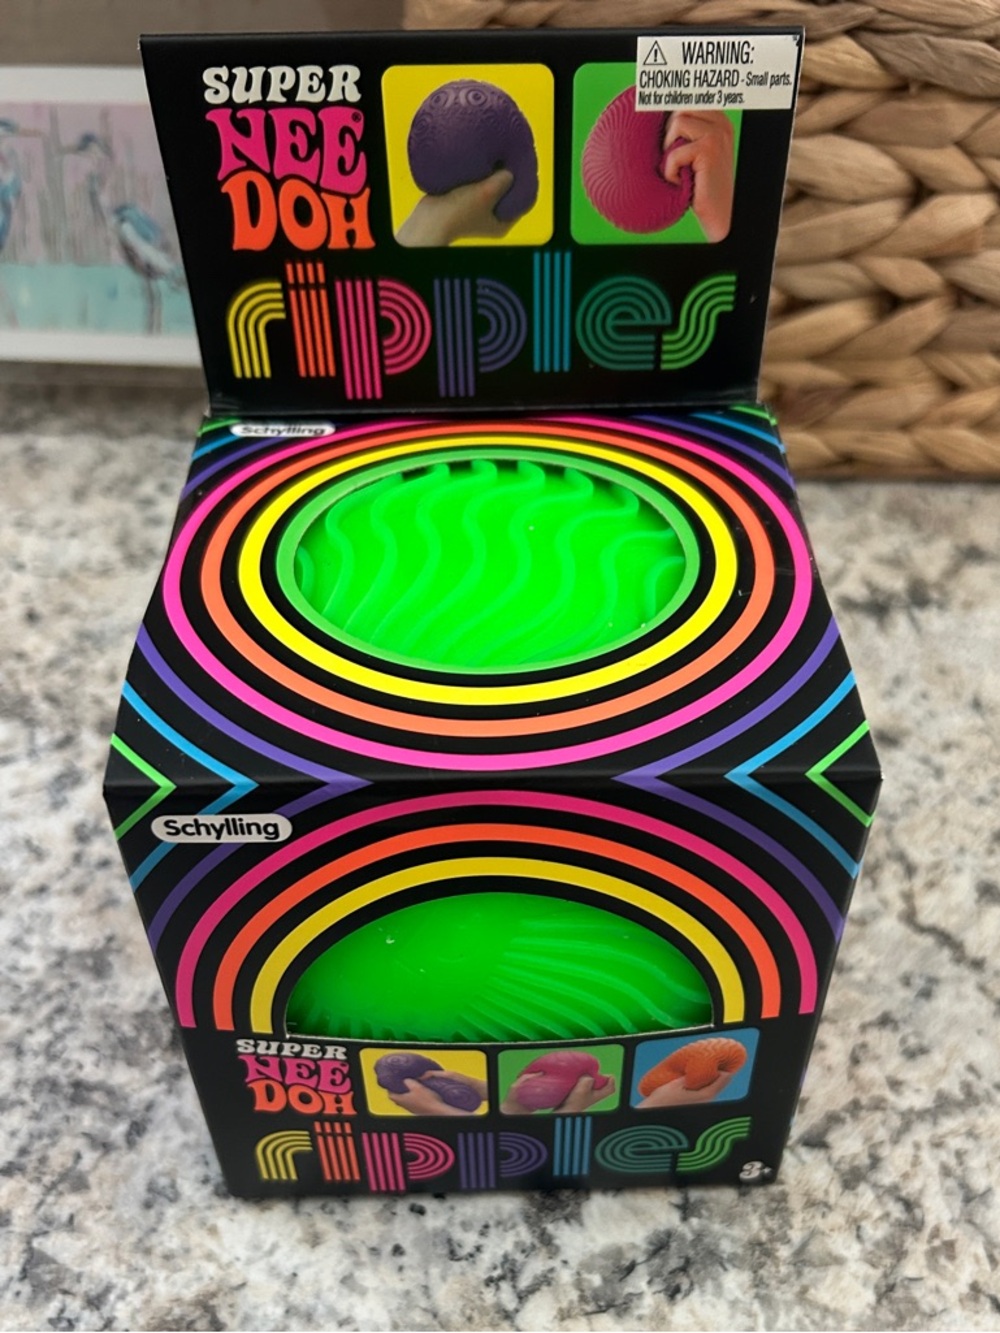 SUPER
NEE
DOH
ripples
⚠ WARNING:
CHOKING HAZARD - Small parts.
Not for children under 3 years.
Schylling
Schylling
SUPER
NEE
DOH
ripples
3+